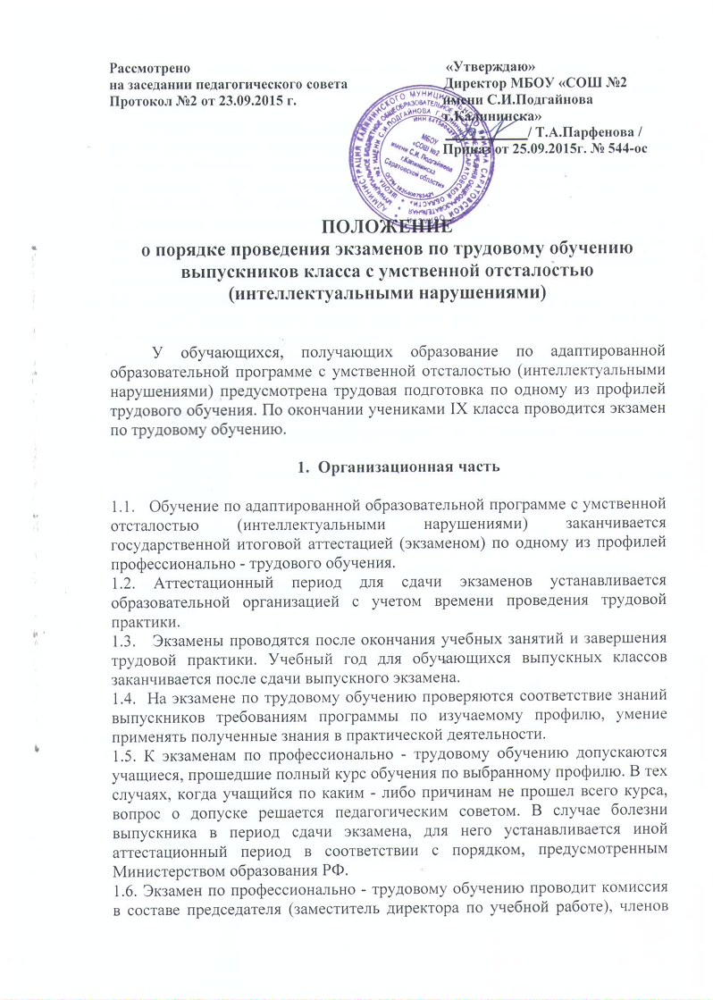 Рассмотрено
на заседании педагогического совета
Протокол №2 от 23.09.2015 г.
«Утверждаю»
Директор МБОУ «СОШ №2
имени С.И.Подгайнова
г.Калининска»
/ Т.А.Парфенова /
Приказ от 25.09.2015г. № 544-ос
МБОУ
«СОШ №2
имени С.И. Подгайнова
г.Калининска
Саратовской области»
ПОЛОЖЕНИЕ
о порядке проведения экзаменов по трудовому обучению
выпускников класса с умственной отсталостью
(интеллектуальными нарушениями)
У обучающихся, получающих образование по адаптированной
образовательной программе с умственной отсталостью (интеллектуальными
нарушениями) предусмотрена трудовая подготовка по одному из профилей
трудового обучения. По окончании учениками IX класса проводится экзамен
по трудовому обучению.
1. Организационная часть
1.1. Обучение по адаптированной образовательной программе с умственной
отсталостью (интеллектуальными нарушениями) заканчивается
государственной итоговой аттестацией (экзаменом) по одному из профилей
профессионально - трудового обучения.
1.2. Аттестационный период для сдачи экзаменов устанавливается
образовательной организацией с учетом времени проведения трудовой
практики.
1.3. Экзамены проводятся после окончания учебных занятий и завершения
трудовой практики. Учебный год для обучающихся выпускных классов
заканчивается после сдачи выпускного экзамена.
1.4. На экзамене по трудовому обучению проверяются соответствие знаний
выпускников требованиям программы по изучаемому профилю, умение
применять полученные знания в практической деятельности.
1.5. К экзаменам по профессионально - трудовому обучению допускаются
учащиеся, прошедшие полный курс обучения по выбранному профилю. В тех
случаях, когда учащийся по каким - либо причинам не прошел всего курса,
вопрос о допуске решается педагогическим советом. В случае болезни
выпускника в период сдачи экзамена, для него устанавливается иной
аттестационный период в соответствии с порядком, предусмотренным
Министерством образования РФ.
1.6. Экзамен по профессионально - трудовому обучению проводит комиссия
в составе председателя (заместитель директора по учебной работе), членов